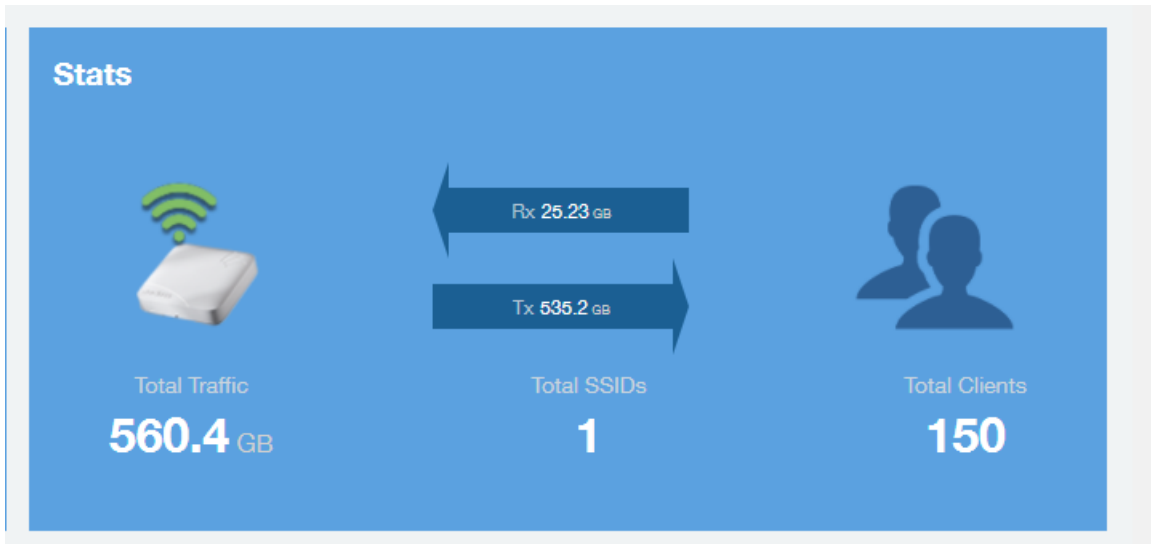 Stats
Rx 25.23 GB
Tx 535.2 GB
Total Traffic
560.4 GB
Total SSIDs
1
Total Clients
150